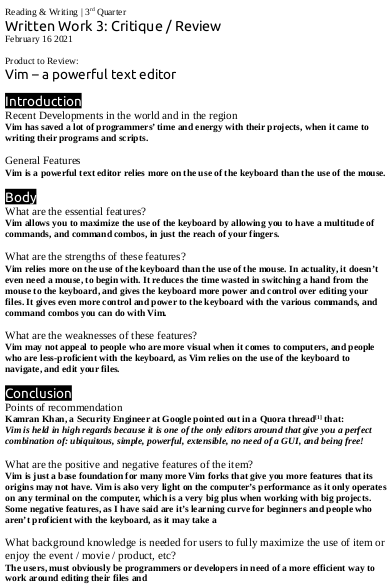 Reading & Writing | 3rd Quarter
Written Work 3: Critique / Review
February 16 2021
Product to Review:
Vim – a powerful text editor
Introduction
Recent Developments in the world and in the region
Vim has saved a lot of programmers' time and energy with their projects, when it came to
writing their programs and scripts.
General Features
Vim is a powerful text editor relies more on the use of the keyboard than the use of the mouse.
Body
What are the essential features?
Vim allows you to maximize the use of the keyboard by allowing you to have a multitude of
commands, and command combos, in just the reach of your fingers.
What are the strengths of these features?
Vim relies more on the use of the keyboard than the use of the mouse. In actuality, it doesn't
even need a mouse, to begin with. It reduces the time wasted in switching a hand from the
mouse to the keyboard, and gives the keyboard more power and control over editing your
files. It gives even more control and power to the keyboard with the various commands, and
command combos you can do with Vim.
What are the weaknesses of these features?
Vim may not appeal to people who are more visual when it comes to computers, and people
who are less-proficient with the keyboard, as Vim relies on the use of the keyboard to
navigate, and edit your files.
Conclusion
Points of recommendation
Kamran Khan, a Security Engineer at Google pointed out in a Quora thread[1] that:
Vim is held in high regards because it is one of the only editors around that give you a perfect
combination of: ubiquitous, simple, powerful, extensible, no need of a GUI, and being free!
What are the positive and negative features of the item?
Vim is just a base foundation for many more Vim forks that give you more features that its
origins may not have. Vim is also very light on the computer's performance as it only operates
on any terminal on the computer, which is a very big plus when working with big projects.
Some negative features, as I have said are it's learning curve for beginners and people who
aren't proficient with the keyboard, as it may take a
What background knowledge is needed for users to fully maximize the use of item or
enjoy the event / movie / product, etc?
The users, must obviously be programmers or developers in need of a more efficient way to
work around editing their files and